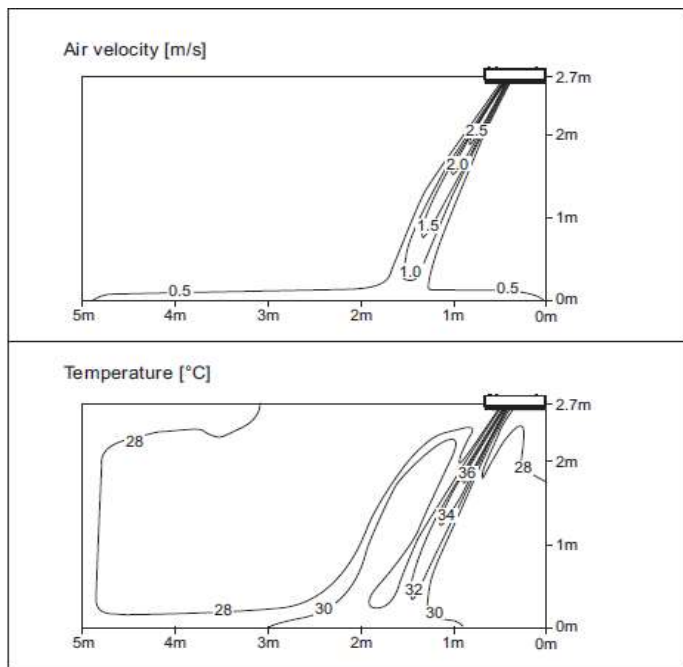 Air velocity [m/s]
2.7m
2.5
2m
2.0
1.5
1m
1.0
0.5
0.5
0m
5m 4m 3m 2m 1m 0m
Temperature [°C]
2.7m
28
28
36
2m
34
1m
32
28 30 30
0m
5m 4m 3m 2m 1m 0m